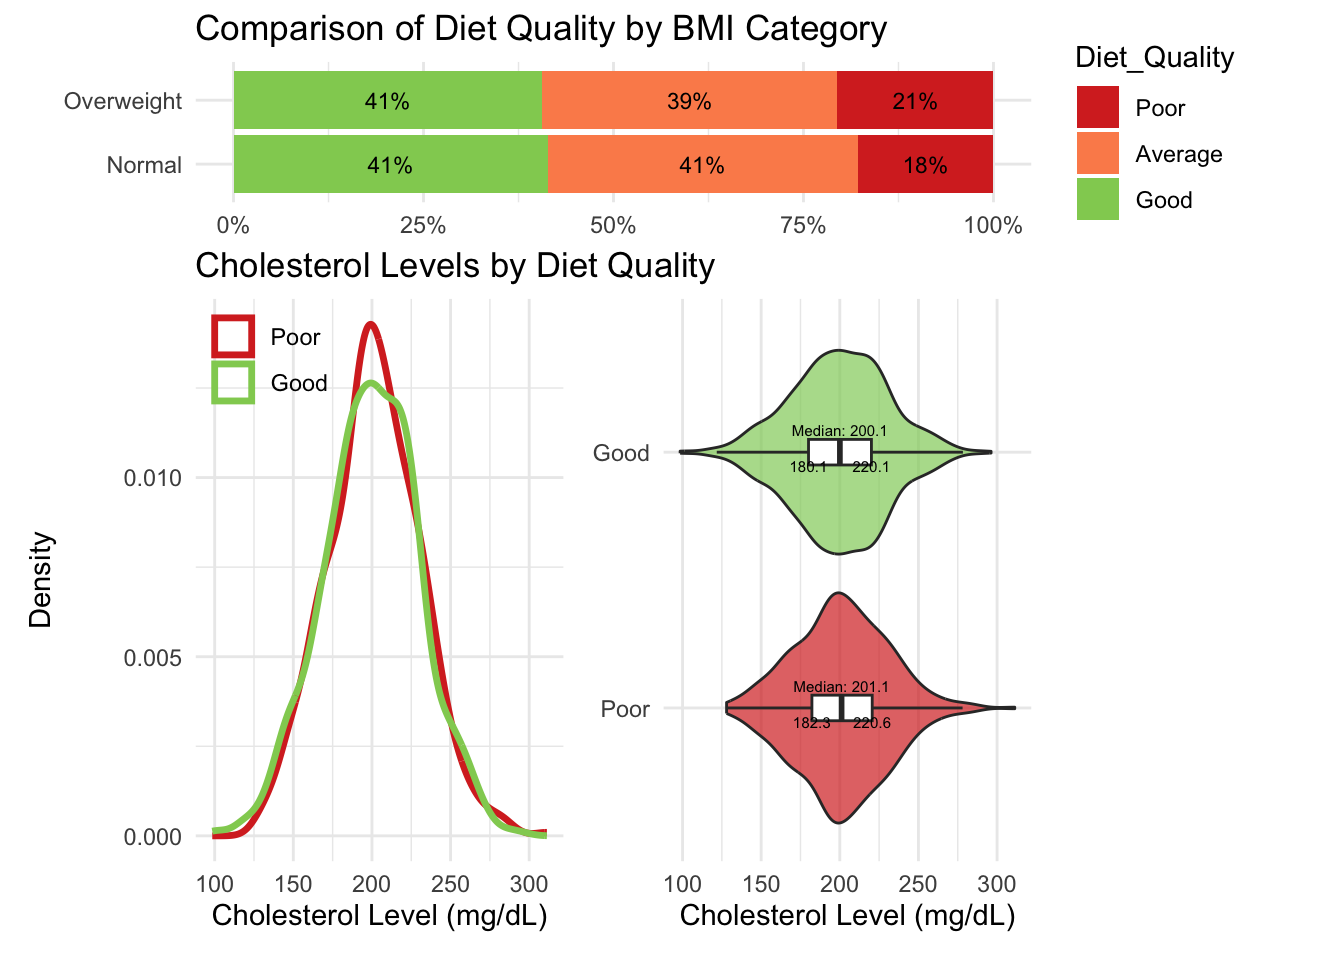 Comparison of Diet Quality by BMI Category
Diet_Quality
Poor
Average
Good
Overweight
41%
39%
21%
Normal
41%
41%
18%
0%
25%
50%
75%
100%
Cholesterol Levels by Diet Quality
Poor
Good
Density
0.010
0.005
0.000
100
150
200
250
300
Cholesterol Level (mg/dL)
Good
Median: 200.1
180.1
220.1
Poor
Median: 201.1
182.3
220.6
100
150
200
250
300
Cholesterol Level (mg/dL)